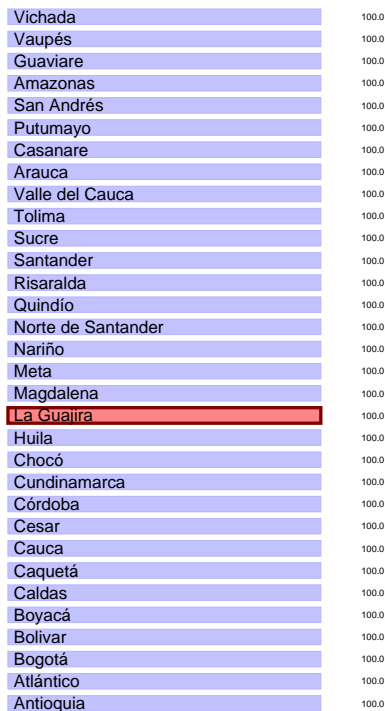 Vichada 100.0
Vaupés 100.0
Guaviare 100.0
Amazonas 100.0
San Andrés 100.0
Putumayo 100.0
Casanare 100.0
Arauca 100.0
Valle del Cauca 100.0
Tolima 100.0
Sucre 100.0
Santander 100.0
Risaralda 100.0
Quindío 100.0
Norte de Santander 100.0
Nariño 100.0
Meta 100.0
Magdalena 100.0
La Guajira 100.0
Huila 100.0
Chocó 100.0
Cundinamarca 100.0
Córdoba 100.0
Cesar 100.0
Cauca 100.0
Caquetá 100.0
Caldas 100.0
Boyacá 100.0
Bolivar 100.0
Bogotá 100.0
Atlántico 100.0
Antioquia 100.0